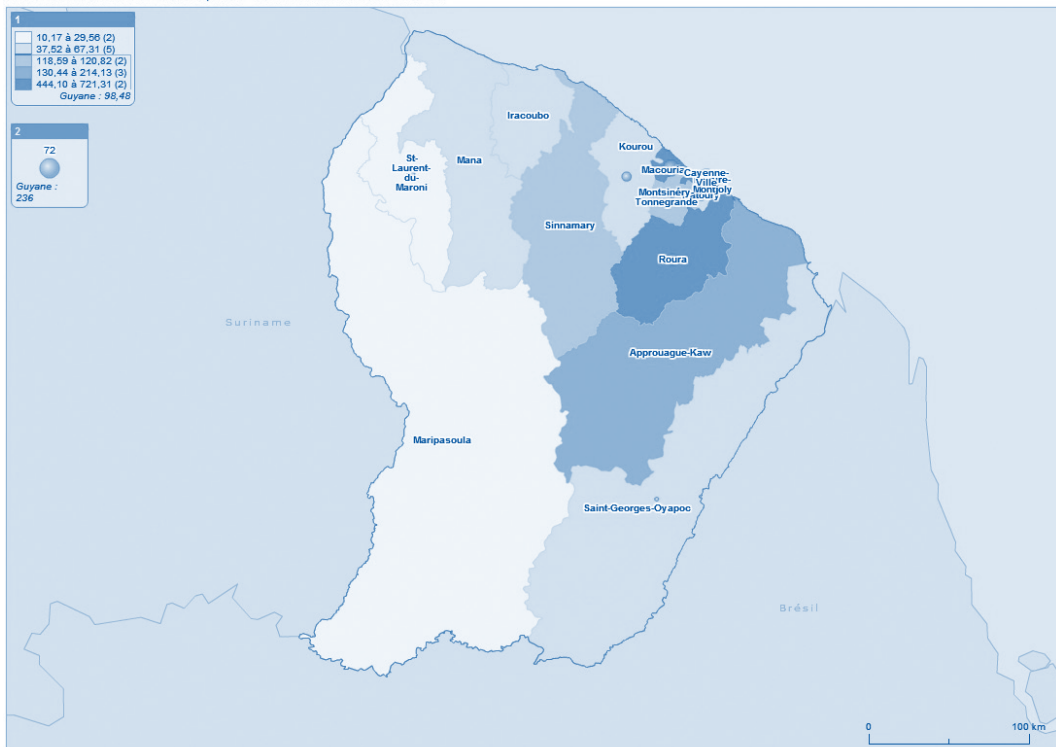 1
10,17 à 29,56 (2)
37,52 à 67,31 (5)
118,59 à 120,82 (2)
130,44 à 214,13 (3)
444,10 à 721,31 (2)
Guyane : 98,48
2
72
Guyane :
236
Iracoubo
Kourou
St-
Laurent-
du-
Maroni
Mana
Macouria
Cayenne-
Ville
Montjoly
Montsinéry-
Tonnegrande
Sinnamary
Roura
Suriname
Approuague-Kaw
Maripasoula
Saint-Georges-Oyapoc
Brésil
0
100 km